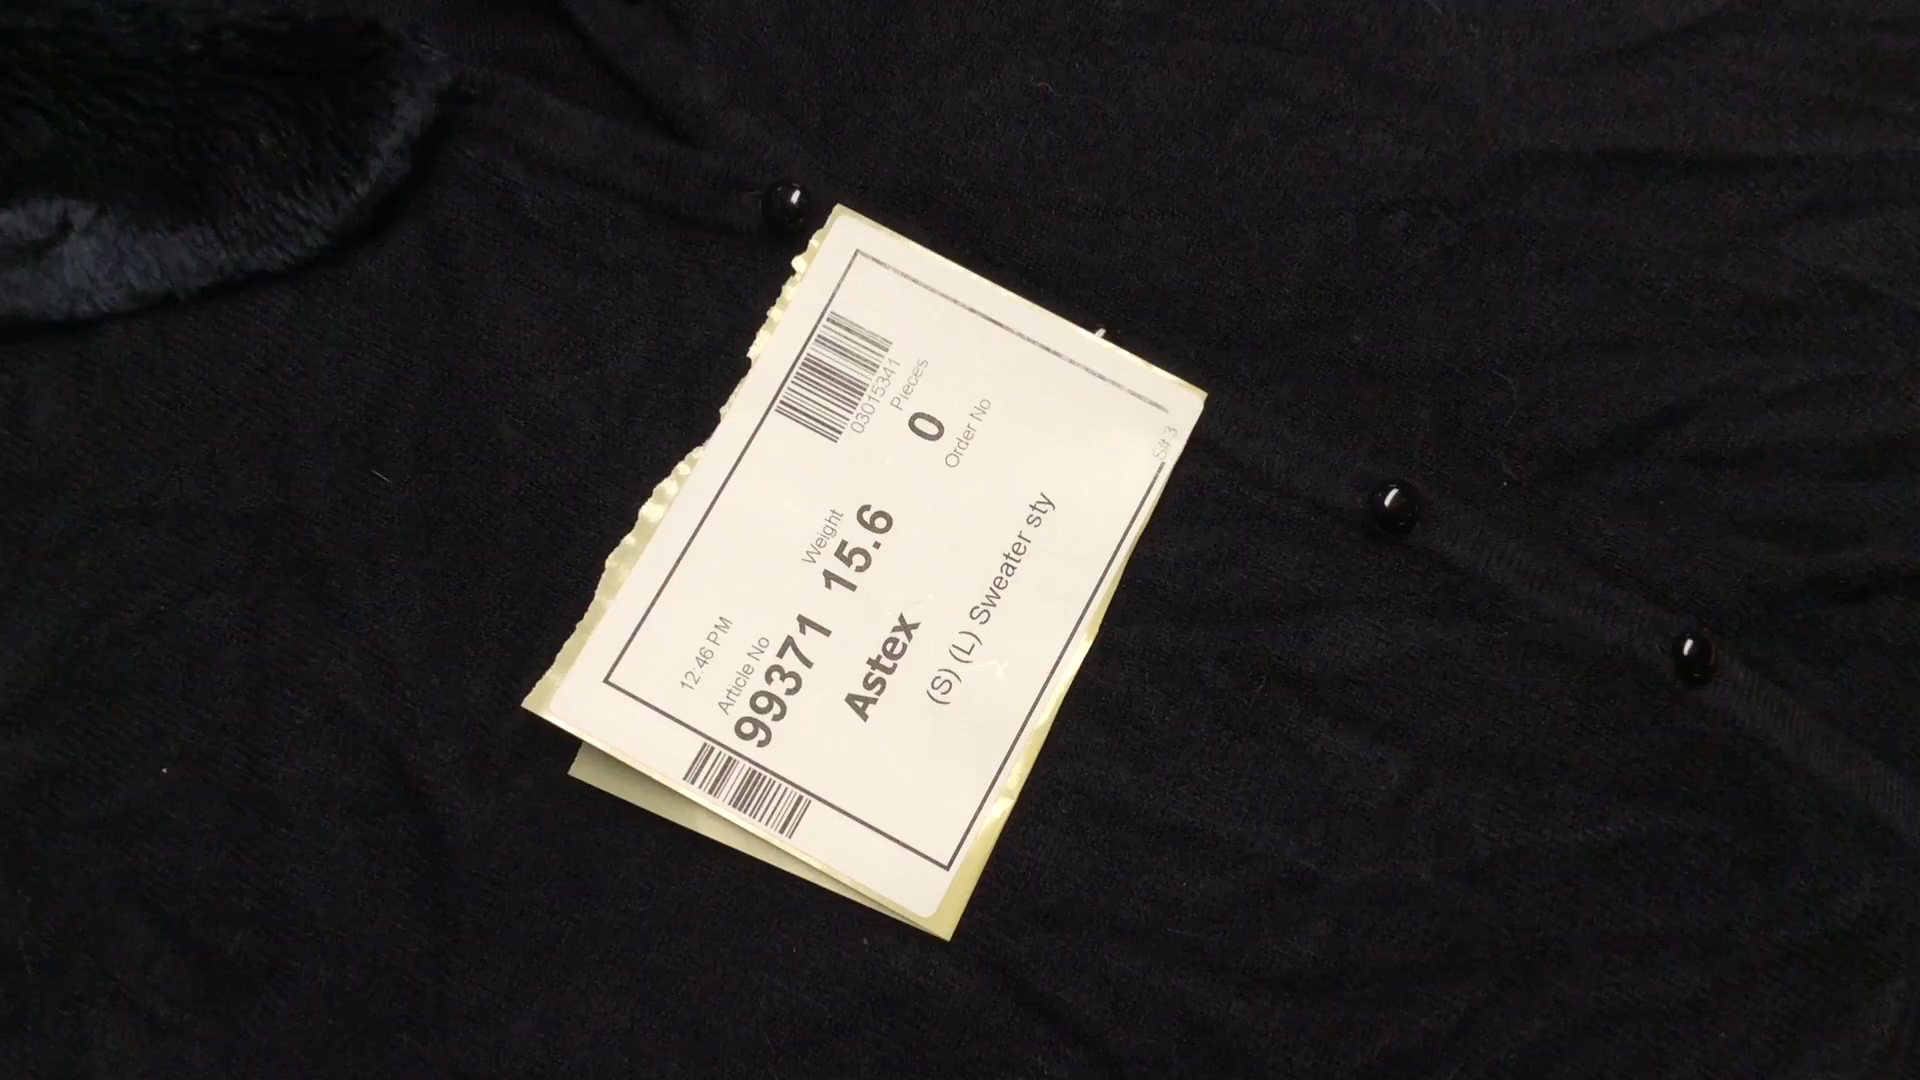 03015341
12:46 PM
Article No Weight Pieces
99371 15.6 0
Order No
Astex
(S) (L) Sweater sty
S# 3